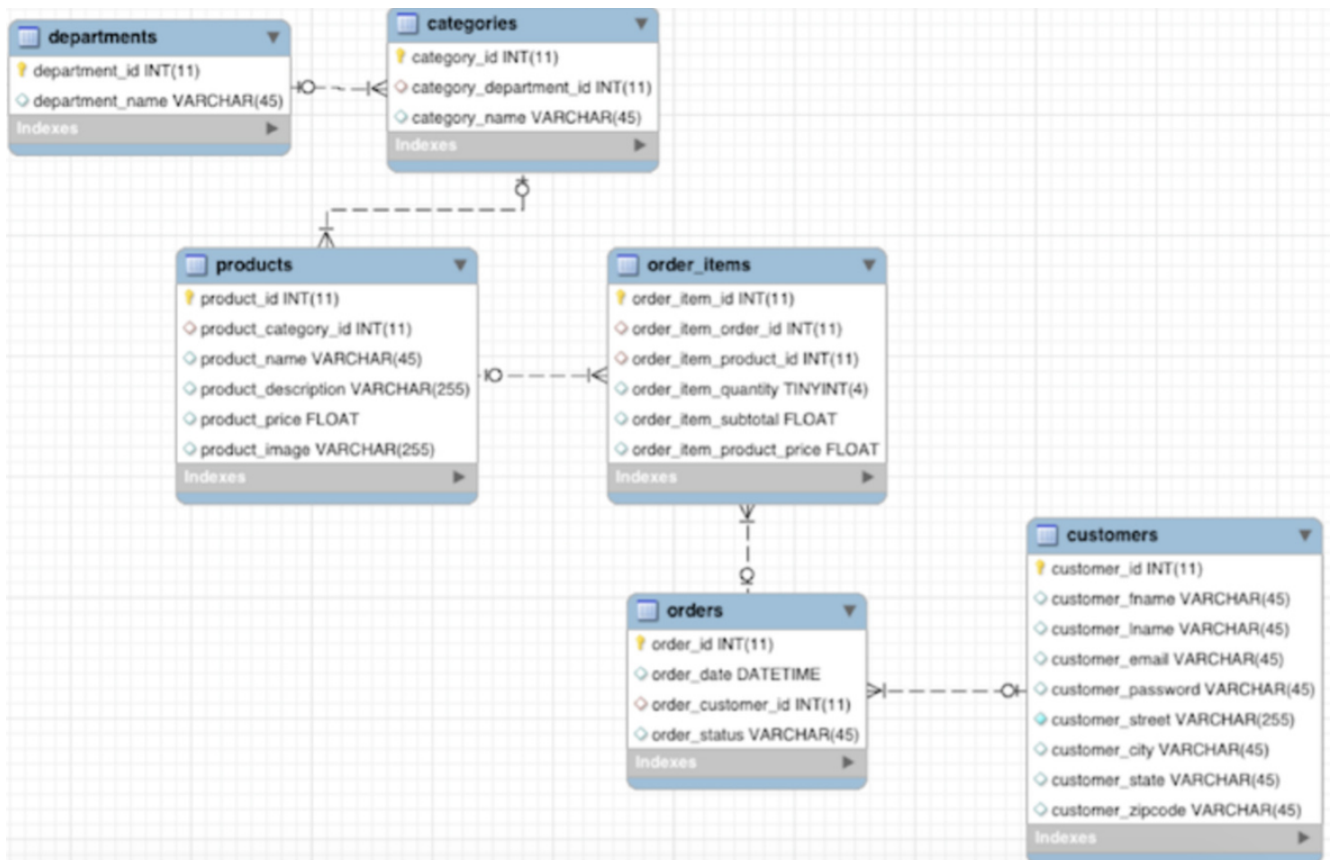 departments
department_id INT(11)
department_name VARCHAR(45)
Indexes
categories
category_id INT(11)
category_department_id INT(11)
category_name VARCHAR(45)
Indexes
products
product_id INT(11)
product_category_id INT(11)
product_name VARCHAR(45)
product_description VARCHAR(255)
product_price FLOAT
product_image VARCHAR(255)
Indexes
order_items
order_item_id INT(11)
order_item_order_id INT(11)
order_item_product_id INT(11)
order_item_quantity TINYINT(4)
order_item_subtotal FLOAT
order_item_product_price FLOAT
Indexes
orders
order_id INT(11)
order_date DATETIME
order_customer_id INT(11)
order_status VARCHAR(45)
Indexes
customers
customer_id INT(11)
customer_fname VARCHAR(45)
customer_lname VARCHAR(45)
customer_email VARCHAR(45)
customer_password VARCHAR(45)
customer_street VARCHAR(255)
customer_city VARCHAR(45)
customer_state VARCHAR(45)
customer_zipcode VARCHAR(45)
Indexes